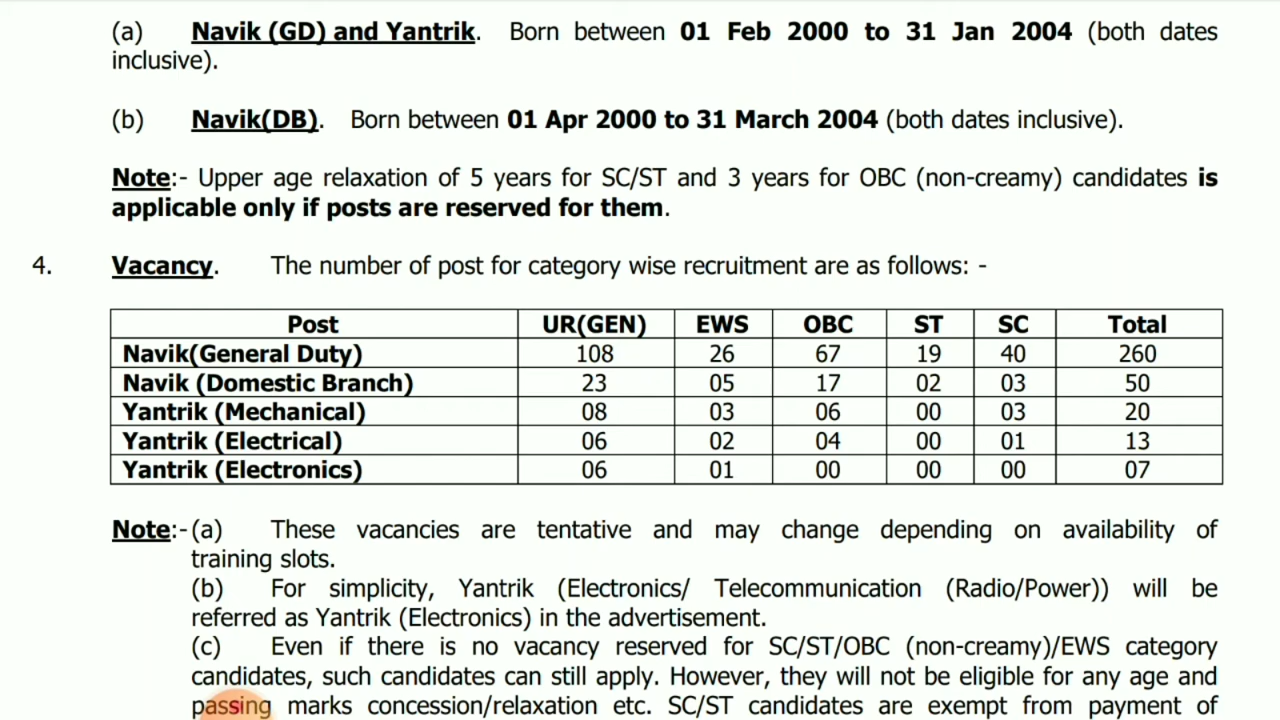 (a) Navik (GD) and Yantrik. Born between 01 Feb 2000 to 31 Jan 2004 (both dates
inclusive).
(b) Navik(DB). Born between 01 Apr 2000 to 31 March 2004 (both dates inclusive).
Note:- Upper age relaxation of 5 years for SC/ST and 3 years for OBC (non-creamy) candidates is
applicable only if posts are reserved for them.
4. Vacancy. The number of post for category wise recruitment are as follows: -
Post UR(GEN) EWS OBC ST SC Total
Navik(General Duty) 108 26 67 19 40 260
Navik (Domestic Branch) 23 05 17 02 03 50
Yantrik (Mechanical) 08 03 06 00 03 20
Yantrik (Electrical) 06 02 04 00 01 13
Yantrik (Electronics) 06 01 00 00 00 07
Note:-(a) These vacancies are tentative and may change depending on availability of
training slots.
(b) For simplicity, Yantrik (Electronics/ Telecommunication (Radio/Power)) will be
referred as Yantrik (Electronics) in the advertisement.
(c) Even if there is no vacancy reserved for SC/ST/OBC (non-creamy)/EWS category
candidates, such candidates can still apply. However, they will not be eligible for any age and
passing marks concession/relaxation etc. SC/ST candidates are exempt from payment of